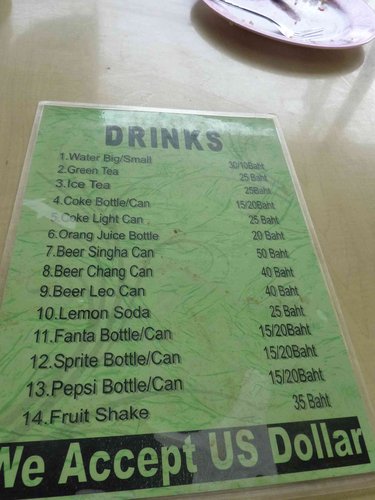 DRINKS
1.Water Big/Small 30/10Baht
2.Green Tea 25 Baht
3.Ice Tea 25Baht
4.Coke Bottle/Can 15/20Baht
5.Coke Light Can 25 Baht
6.Orang Juice Bottle 20 Baht
7.Beer Singha Can 50 Baht
8.Beer Chang Can 40 Baht
9.Beer Leo Can 40 Baht
10.Lemon Soda 25 Baht
11.Fanta Bottle/Can 15/20Baht
12.Sprite Bottle/Can 15/20Baht
13.Pepsi Bottle/Can 15/20Baht
14.Fruit Shake 35 Baht
We Accept US Dollar